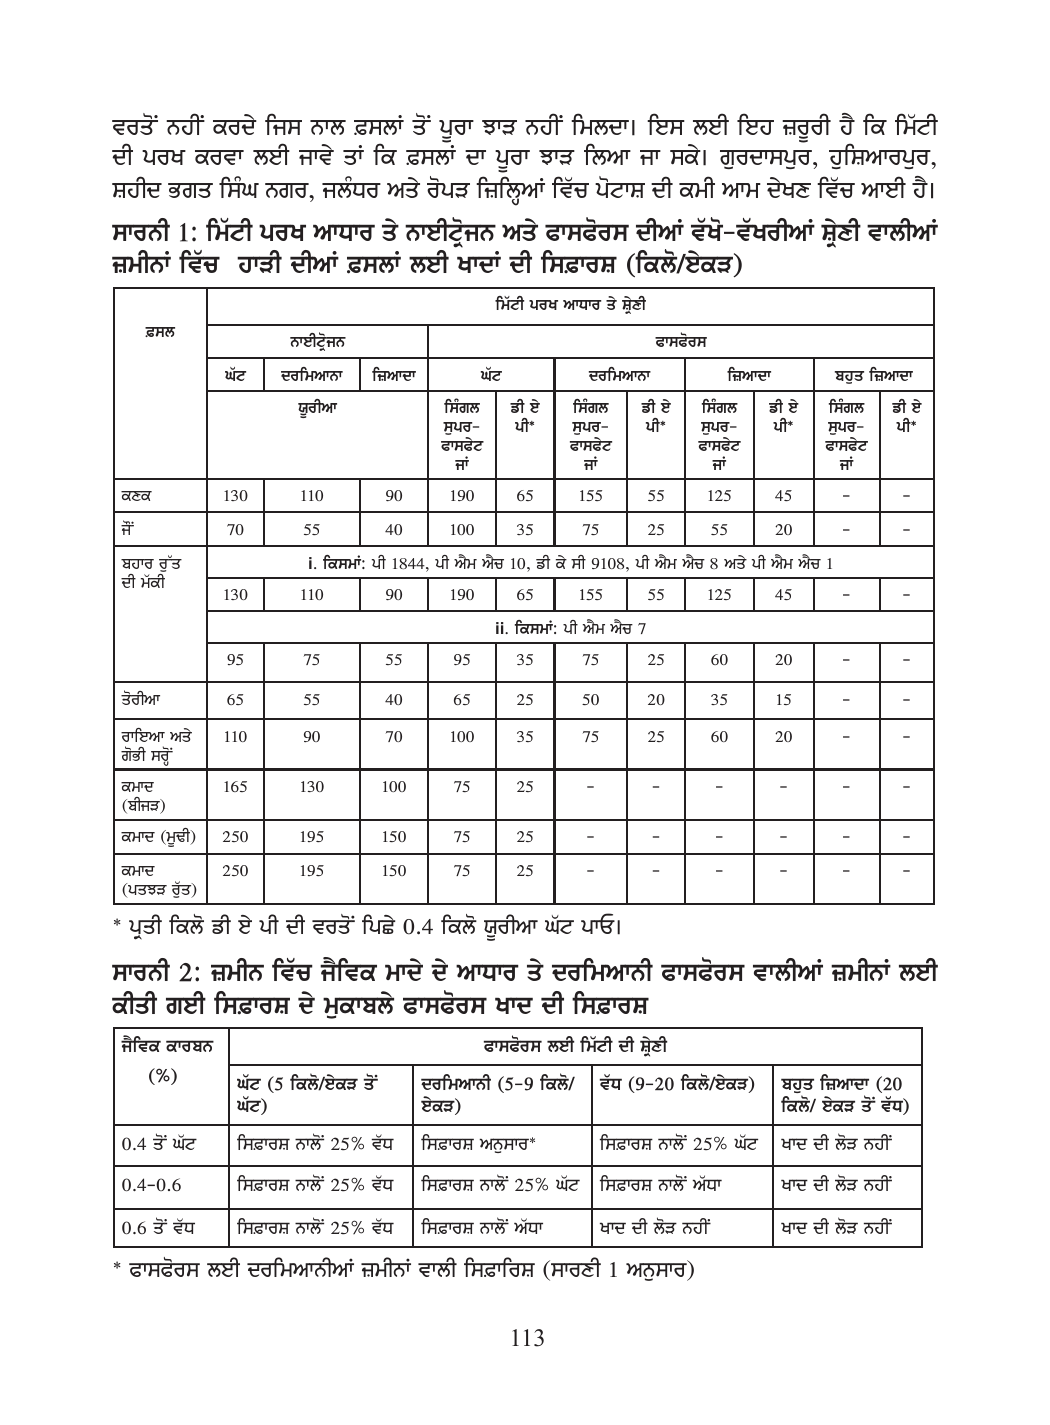 ਵਰਤੋਂ ਨਹੀਂ ਕਰਦੇ ਜਿਸ ਨਾਲ ਫ਼ਸਲਾਂ ਤੋਂ ਪੂਰਾ ਝਾੜ ਨਹੀਂ ਮਿਲਦਾ। ਇਸ ਲਈ ਇਹ ਜ਼ਰੂਰੀ ਹੈ ਕਿ ਮਿੱਟੀ
ਦੀ ਪਰਖ ਕਰਵਾ ਲਈ ਜਾਵੇ ਤਾਂ ਕਿ ਫ਼ਸਲਾਂ ਦਾ ਪੂਰਾ ਝਾੜ ਲਿਆ ਜਾ ਸਕੇ। ਗੁਰਦਾਸਪੁਰ, ਹੁਸ਼ਿਆਰਪੁਰ,
ਸ਼ਹੀਦ ਭਗਤ ਸਿੰਘ ਨਗਰ, ਜਲੰਧਰ ਅਤੇ ਰੋਪੜ ਜ਼ਿਲ੍ਹਿਆਂ ਵਿੱਚ ਪੋਟਾਸ਼ ਦੀ ਕਮੀ ਆਮ ਦੇਖਣ ਵਿੱਚ ਆਈ ਹੈ।
ਸਾਰਨੀ 1: ਮਿੱਟੀ ਪਰਖ ਆਧਾਰ ਤੇ ਨਾਈਟ੍ਰੋਜਨ ਅਤੇ ਫਾਸਫੋਰਸ ਦੀਆਂ ਵੱਖੋ-ਵੱਖਰੀਆਂ ਸ਼੍ਰੇਣੀ ਵਾਲੀਆਂ
ਜ਼ਮੀਨਾਂ ਵਿੱਚ ਹਾੜੀ ਦੀਆਂ ਫ਼ਸਲਾਂ ਲਈ ਖਾਦਾਂ ਦੀ ਸਿਫ਼ਾਰਸ਼ (ਕਿਲੋ/ਏਕੜ)
ਫ਼ਸਲ ਮਿੱਟੀ ਪਰਖ ਆਧਾਰ ਤੇ ਸ਼੍ਰੇਣੀ
ਨਾਈਟ੍ਰੋਜਨ ਫਾਸਫੋਰਸ
ਘੱਟ ਦਰਮਿਆਨਾ ਜ਼ਿਆਦਾ ਘੱਟ ਦਰਮਿਆਨਾ ਜ਼ਿਆਦਾ ਬਹੁਤ ਜ਼ਿਆਦਾ
ਯੂਰੀਆ ਸਿੰਗਲ ਡੀ ਏ ਸਿੰਗਲ ਡੀ ਏ ਸਿੰਗਲ ਡੀ ਏ ਸਿੰਗਲ ਡੀ ਏ
ਸੁਪਰ- ਪੀ* ਸੁਪਰ- ਪੀ* ਸੁਪਰ- ਪੀ* ਸੁਪਰ- ਪੀ*
ਫਾਸਫੇਟ ਫਾਸਫੇਟ ਫਾਸਫੇਟ ਫਾਸਫੇਟ
ਜਾਂ ਜਾਂ ਜਾਂ ਜਾਂ
ਕਣਕ 130 110 90 190 65 155 55 125 45 - -
ਜੌਂ 70 55 40 100 35 75 25 55 20 - -
ਬਹਾਰ ਰੁੱਤ i. ਕਿਸਮਾਂ: ਪੀ 1844, ਪੀ ਐਮ ਐਚ 10, ਡੀ ਕੇ ਸੀ 9108, ਪੀ ਐਮ ਐਚ 8 ਅਤੇ ਪੀ ਐਮ ਐਚ 1
ਦੀ ਮੱਕੀ
130 110 90 190 65 155 55 125 45 - -
ii. ਕਿਸਮਾਂ: ਪੀ ਐਮ ਐਚ 7
95 75 55 95 35 75 25 60 20 - -
ਤੋਰੀਆ 65 55 40 65 25 50 20 35 15 - -
ਰਾਇਆ ਅਤੇ 110 90 70 100 35 75 25 60 20 - -
ਗੋਭੀ ਸਰ੍ਹੋਂ
ਕਮਾਦ 165 130 100 75 25 - - - - - -
(ਬੀਜੜ)
ਕਮਾਦ (ਮੂਢੀ) 250 195 150 75 25 - - - - - -
ਕਮਾਦ 250 195 150 75 25 - - - - - -
(ਪਤਝੜ ਰੁੱਤ)
* ਪ੍ਰਤੀ ਕਿਲੋ ਡੀ ਏ ਪੀ ਦੀ ਵਰਤੋਂ ਪਿਛੇ 0.4 ਕਿਲੋ ਯੂਰੀਆ ਘੱਟ ਪਾਓ।
ਸਾਰਨੀ 2: ਜ਼ਮੀਨ ਵਿੱਚ ਜੈਵਿਕ ਮਾਦੇ ਦੇ ਆਧਾਰ ਤੇ ਦਰਮਿਆਨੀ ਫਾਸਫੋਰਸ ਵਾਲੀਆਂ ਜ਼ਮੀਨਾਂ ਲਈ
ਕੀਤੀ ਗਈ ਸਿਫ਼ਾਰਸ਼ ਦੇ ਮੁਕਾਬਲੇ ਫਾਸਫੋਰਸ ਖਾਦ ਦੀ ਸਿਫ਼ਾਰਸ਼
ਜੈਵਿਕ ਕਾਰਬਨ ਫਾਸਫੋਰਸ ਲਈ ਮਿੱਟੀ ਦੀ ਸ਼੍ਰੇਣੀ
(%) ਘੱਟ (5 ਕਿਲੋ/ਏਕੜ ਤੋਂ ਦਰਮਿਆਨੀ (5-9 ਕਿਲੋ/ ਵੱਧ (9-20 ਕਿਲੋ/ਏਕੜ) ਬਹੁਤ ਜ਼ਿਆਦਾ (20
ਘੱਟ) ਏਕੜ) ਕਿਲੋ/ ਏਕੜ ਤੋਂ ਵੱਧ)
0.4 ਤੋਂ ਘੱਟ ਸਿਫ਼ਾਰਸ਼ ਨਾਲੋਂ 25% ਵੱਧ ਸਿਫ਼ਾਰਸ਼ ਅਨੁਸਾਰ* ਸਿਫ਼ਾਰਸ਼ ਨਾਲੋਂ 25% ਘੱਟ ਖਾਦ ਦੀ ਲੋੜ ਨਹੀਂ
0.4-0.6 ਸਿਫ਼ਾਰਸ਼ ਨਾਲੋਂ 25% ਵੱਧ ਸਿਫ਼ਾਰਸ਼ ਨਾਲੋਂ 25% ਘੱਟ ਸਿਫ਼ਾਰਸ਼ ਨਾਲੋਂ ਅੱਧਾ ਖਾਦ ਦੀ ਲੋੜ ਨਹੀਂ
0.6 ਤੋਂ ਵੱਧ ਸਿਫ਼ਾਰਸ਼ ਨਾਲੋਂ 25% ਵੱਧ ਸਿਫ਼ਾਰਸ਼ ਨਾਲੋਂ ਅੱਧਾ ਖਾਦ ਦੀ ਲੋੜ ਨਹੀਂ ਖਾਦ ਦੀ ਲੋੜ ਨਹੀਂ
* ਫਾਸਫੋਰਸ ਲਈ ਦਰਮਿਆਨੀਆਂ ਜ਼ਮੀਨਾਂ ਵਾਲੀ ਸਿਫ਼ਾਰਿਸ਼ (ਸਾਰਣੀ 1 ਅਨੁਸਾਰ)
113